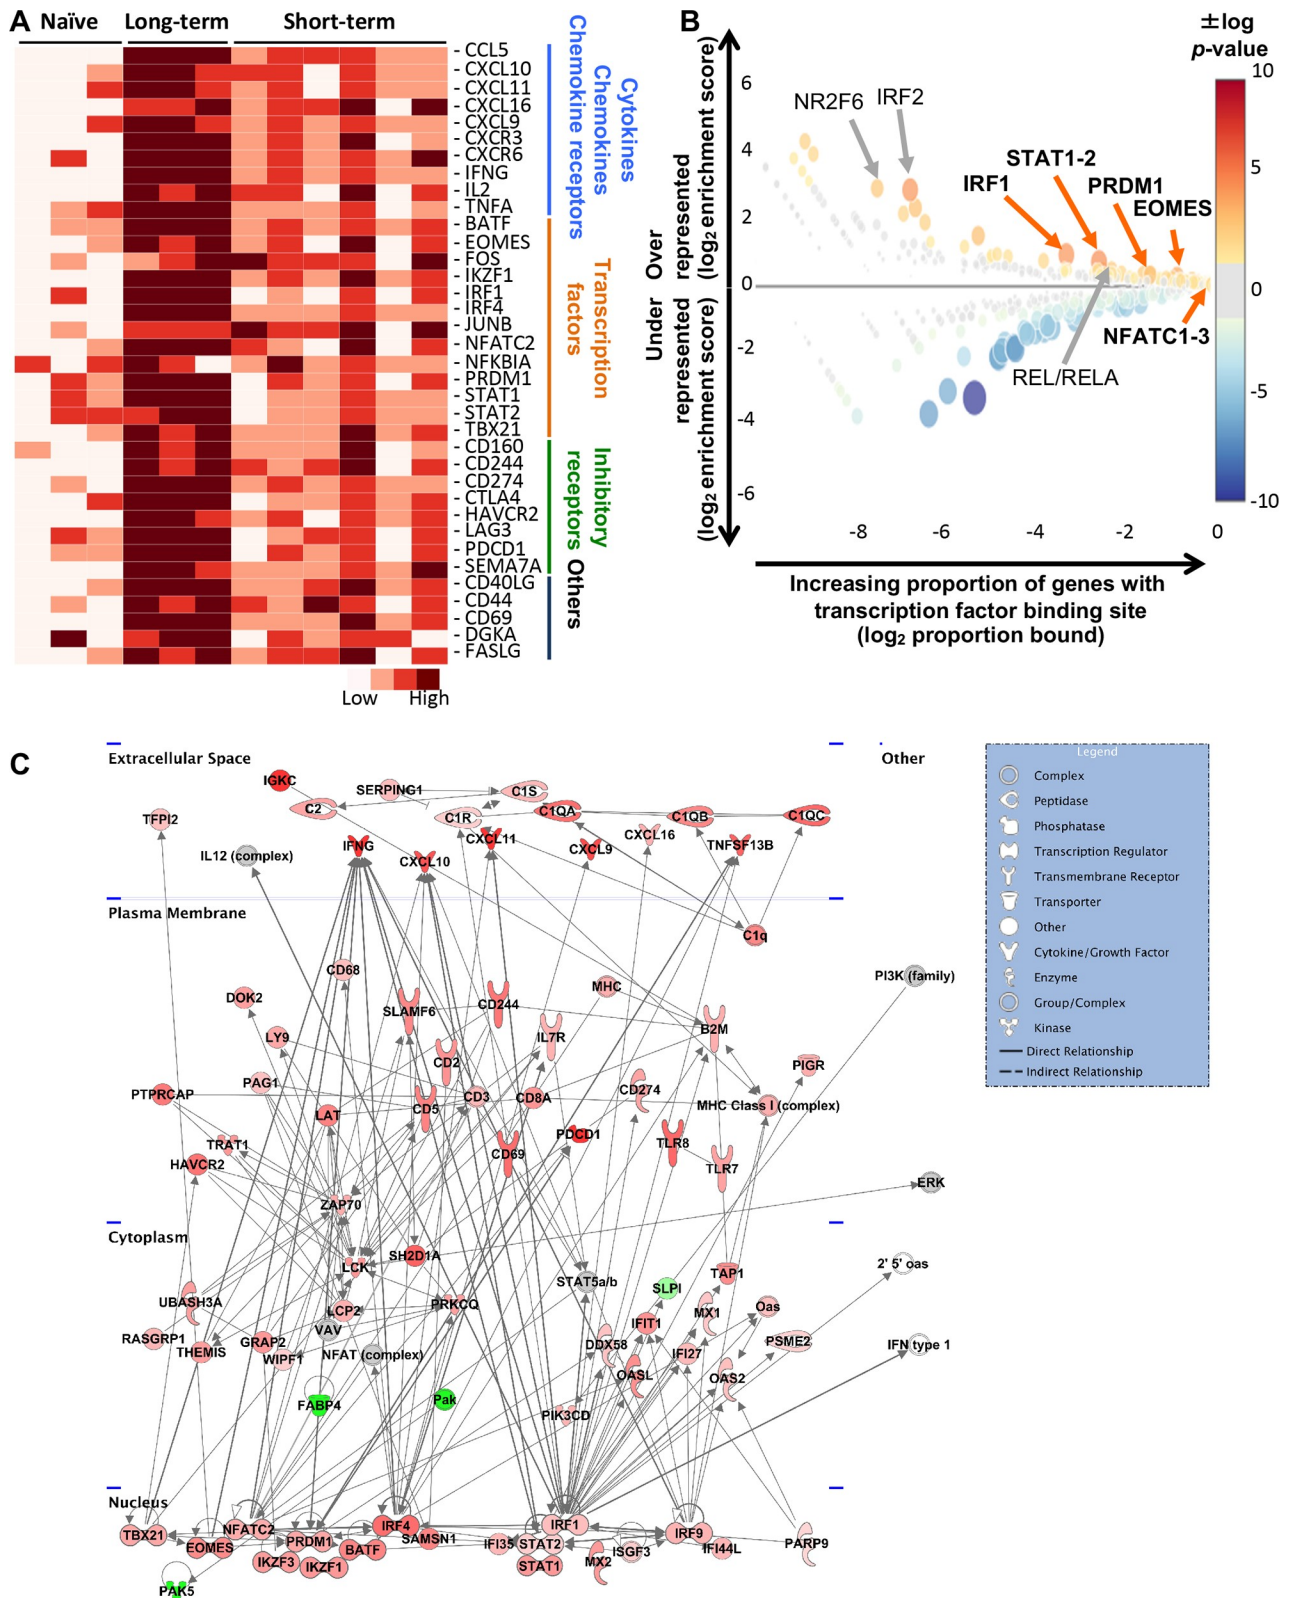 A
Naïve
Long-term
Short-term
- CCL5
- CXCL10
- CXCL11
- CXCL16
- CXCL9
- CXCR3
- CXCR6
- IFNG
- IL2
- TNFA
- BATF
- EOMES
- FOS
- IKZF1
- IRF1
- IRF4
- JUNB
- NFATC2
- NFKBIA
- PRDM1
- STAT1
- STAT2
- TBX21
- CD160
- CD244
- CD274
- CTLA4
- HAVCR2
- LAG3
- PDCD1
- SEMA7A
- CD40LG
- CD44
- CD69
- DGKA
- FASLG
Cytokines
Chemokines
Chemokine receptors
Transcription
factors
Inhibitory
receptors
Others
Low
High
B
±log
p-value
10
5
0
-5
-10
Over
represented
(log2 enrichment score)
Under
represented
(log2 enrichment score)
6
4
2
0
-2
-4
-6
NR2F6
IRF2
STAT1-2
IRF1
PRDM1
EOMES
NFATC1-3
REL/RELA
-8
-6
-4
-2
0
Increasing proportion of genes with
transcription factor binding site
(log2 proportion bound)
C
Extracellular Space
Other
IGKC
SERPING1
C1S
C2
C1R
C1QA
C1QB
C1QC
TFPI2
IL12 (complex)
IFNG
CXCL10
CXCL11
CXCL9
CXCL16
TNFSF13B
Plasma Membrane
C1q
CD68
DOK2
SLAMF6
CD244
MHC
PI3K (family)
LY9
IL7R
B2M
CD2
PIGR
PAG1
PTPRCAP
LAT
CD5
CD3
CD8A
CD274
MHC Class I (complex)
TRAT1
HAVCR2
CD69
PDCD1
TLR8
TLR7
ERK
ZAP70
Cytoplasm
LCK
SH2D1A
STAT5a/b
SLPI
TAP1
2' 5' oas
UBASH3A
LCP2
VAV
PRKCQ
IFIT1
MX1
Oas
RASGRP1
THEMIS
GRAP2
WIPF1
NFAT (complex)
DDX58
IFI27
PSME2
IFN type 1
OASL
OAS2
FABP4
Pak
PIK3CD
Nucleus
TBX21
EOMES
NFATC2
PRDM1
IRF4
SAMSN1
IKZF3
IKZF1
BATF
IFI35
IRF1
STAT2
STAT1
MX2
ISGF3
IRF9
IFI44L
PARP9
PAK5
Legend
Complex
Peptidase
Phosphatase
Transcription Regulator
Transmembrane Receptor
Transporter
Other
Cytokine/Growth Factor
Enzyme
Group/Complex
Kinase
Direct Relationship
Indirect Relationship